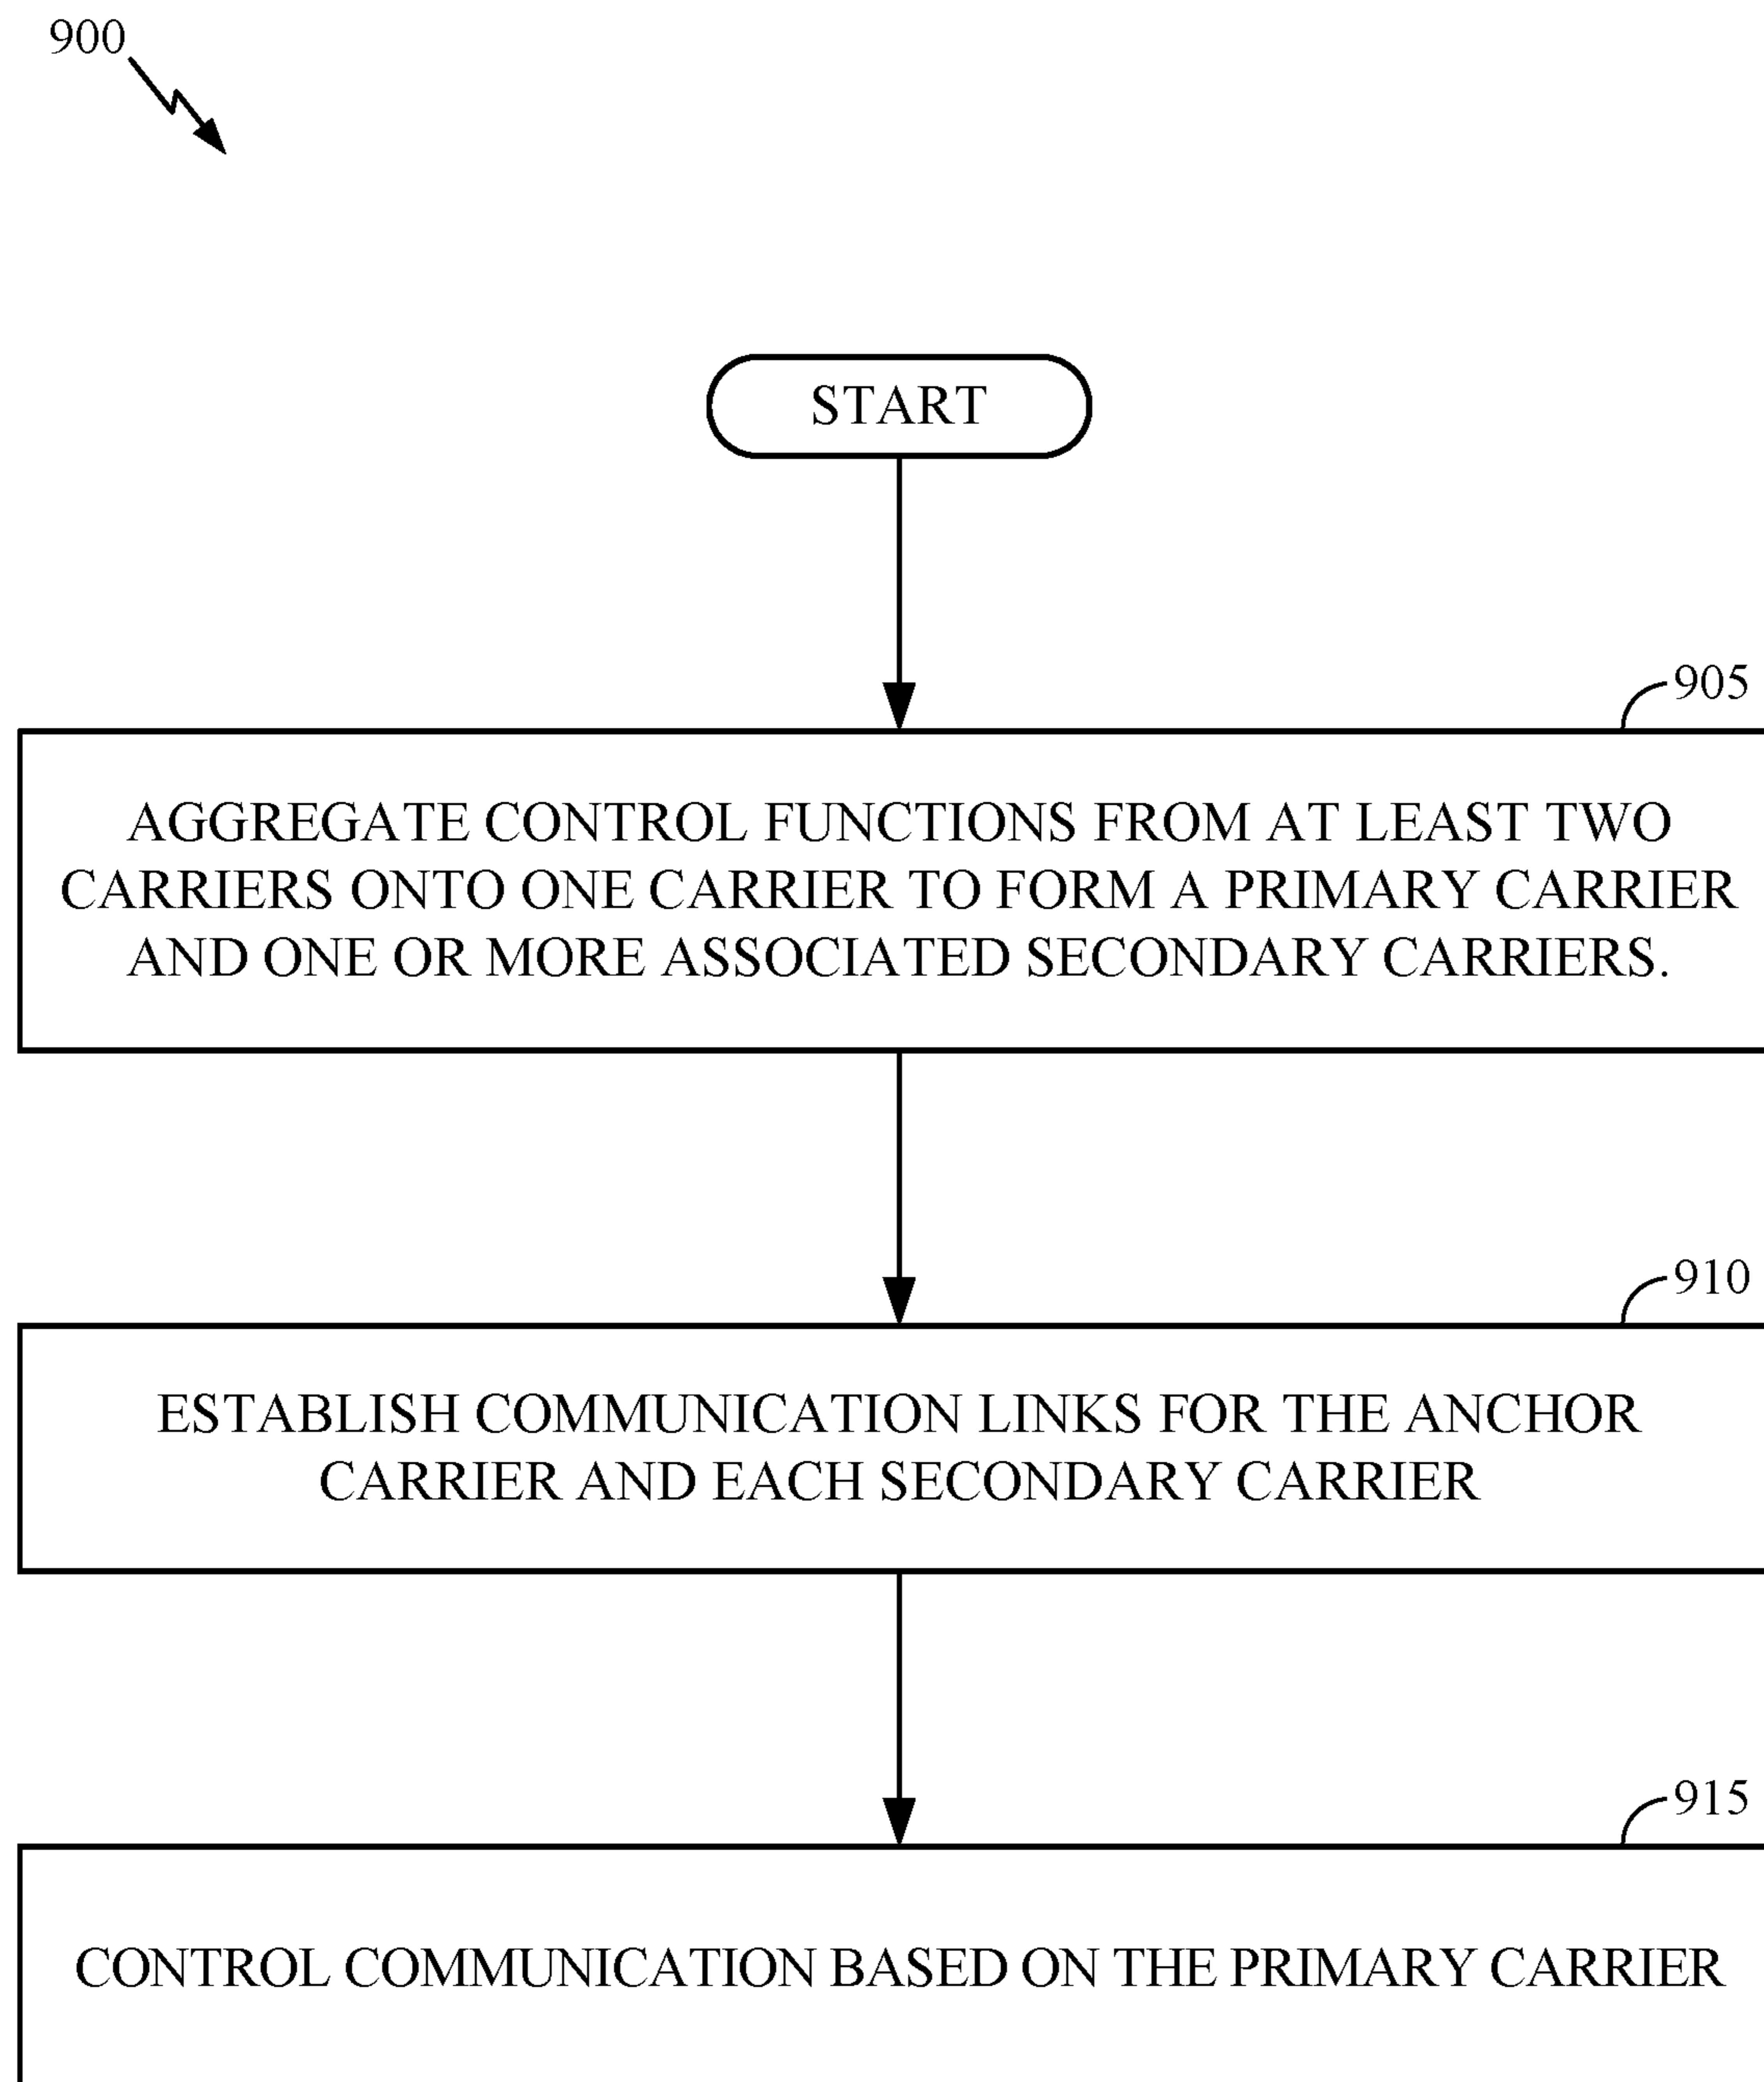 900
START
905
AGGREGATE CONTROL FUNCTIONS FROM AT LEAST TWO
CARRIERS ONTO ONE CARRIER TO FORM A PRIMARY CARRIER
AND ONE OR MORE ASSOCIATED SECONDARY CARRIERS.
910
ESTABLISH COMMUNICATION LINKS FOR THE ANCHOR
CARRIER AND EACH SECONDARY CARRIER
915
CONTROL COMMUNICATION BASED ON THE PRIMARY CARRIER